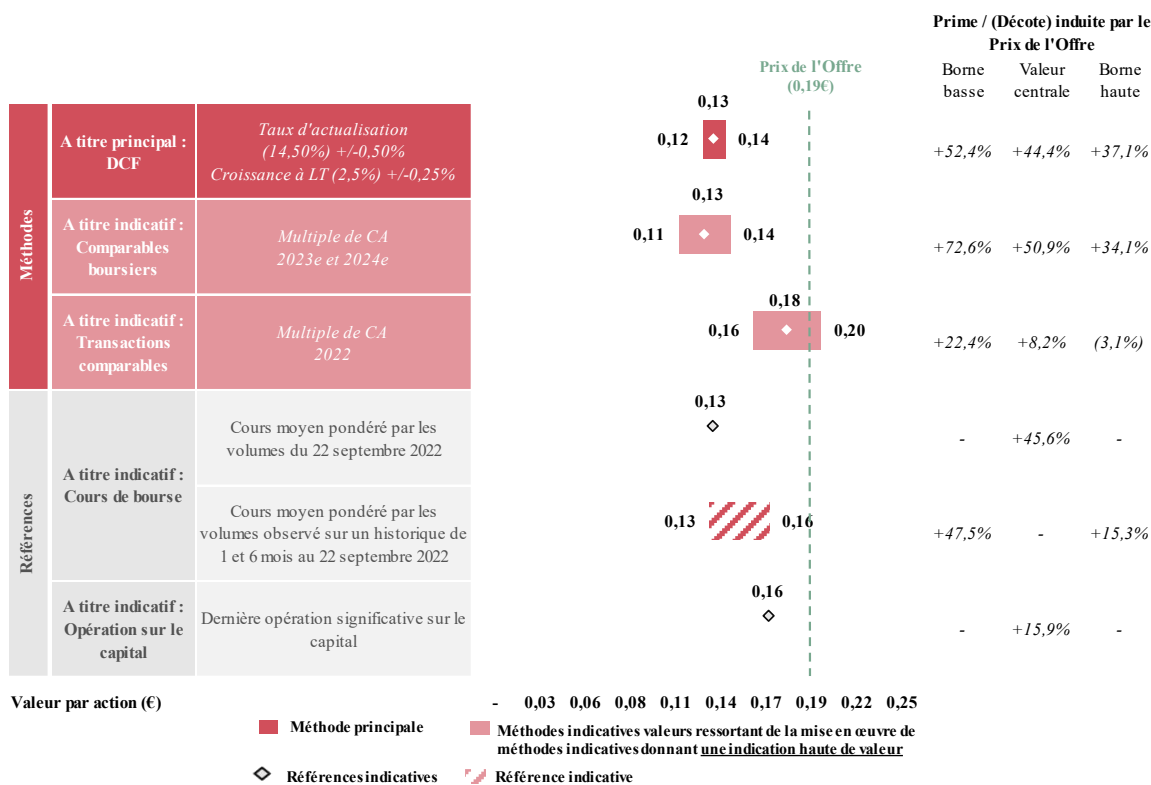 Prime / (Décote) induite par le
Prix de l'Offre
Prix de l'Offre
(0,19€)
Borne
basse
Valeur
centrale
Borne
haute
Méthodes
A titre principal :
DCF
Taux d'actualisation
(14,50%) +/-0,50%
Croissance à LT (2,5%) +/-0,25%
0,13
0,12
0,14
+52,4%
+44,4%
+37,1%
A titre indicatif :
Comparables
boursiers
Multiple de CA
2023e et 2024e
0,13
0,11
0,14
+72,6%
+50,9%
+34,1%
A titre indicatif :
Transactions
comparables
Multiple de CA
2022
0,18
0,16
0,20
+22,4%
+8,2%
(3,1%)
Références
A titre indicatif :
Cours de bourse
Cours moyen pondéré par les
volumes du 22 septembre 2022
0,13
-
+45,6%
-
Cours moyen pondéré par les
volumes observé sur un historique de
1 et 6 mois au 22 septembre 2022
0,13
0,16
+47,5%
-
+15,3%
A titre indicatif :
Opération sur le
capital
Dernière opération significative sur le
capital
0,16
-
+15,9%
-
Valeur par action (€)
- 0,03 0,06 0,08 0,11 0,14 0,17 0,19 0,22 0,25
Méthode principale
Méthodes indicatives valeurs ressortant de la mise en œuvre de
méthodes indicatives donnant une indication haute de valeur
Références indicatives
Référence indicative